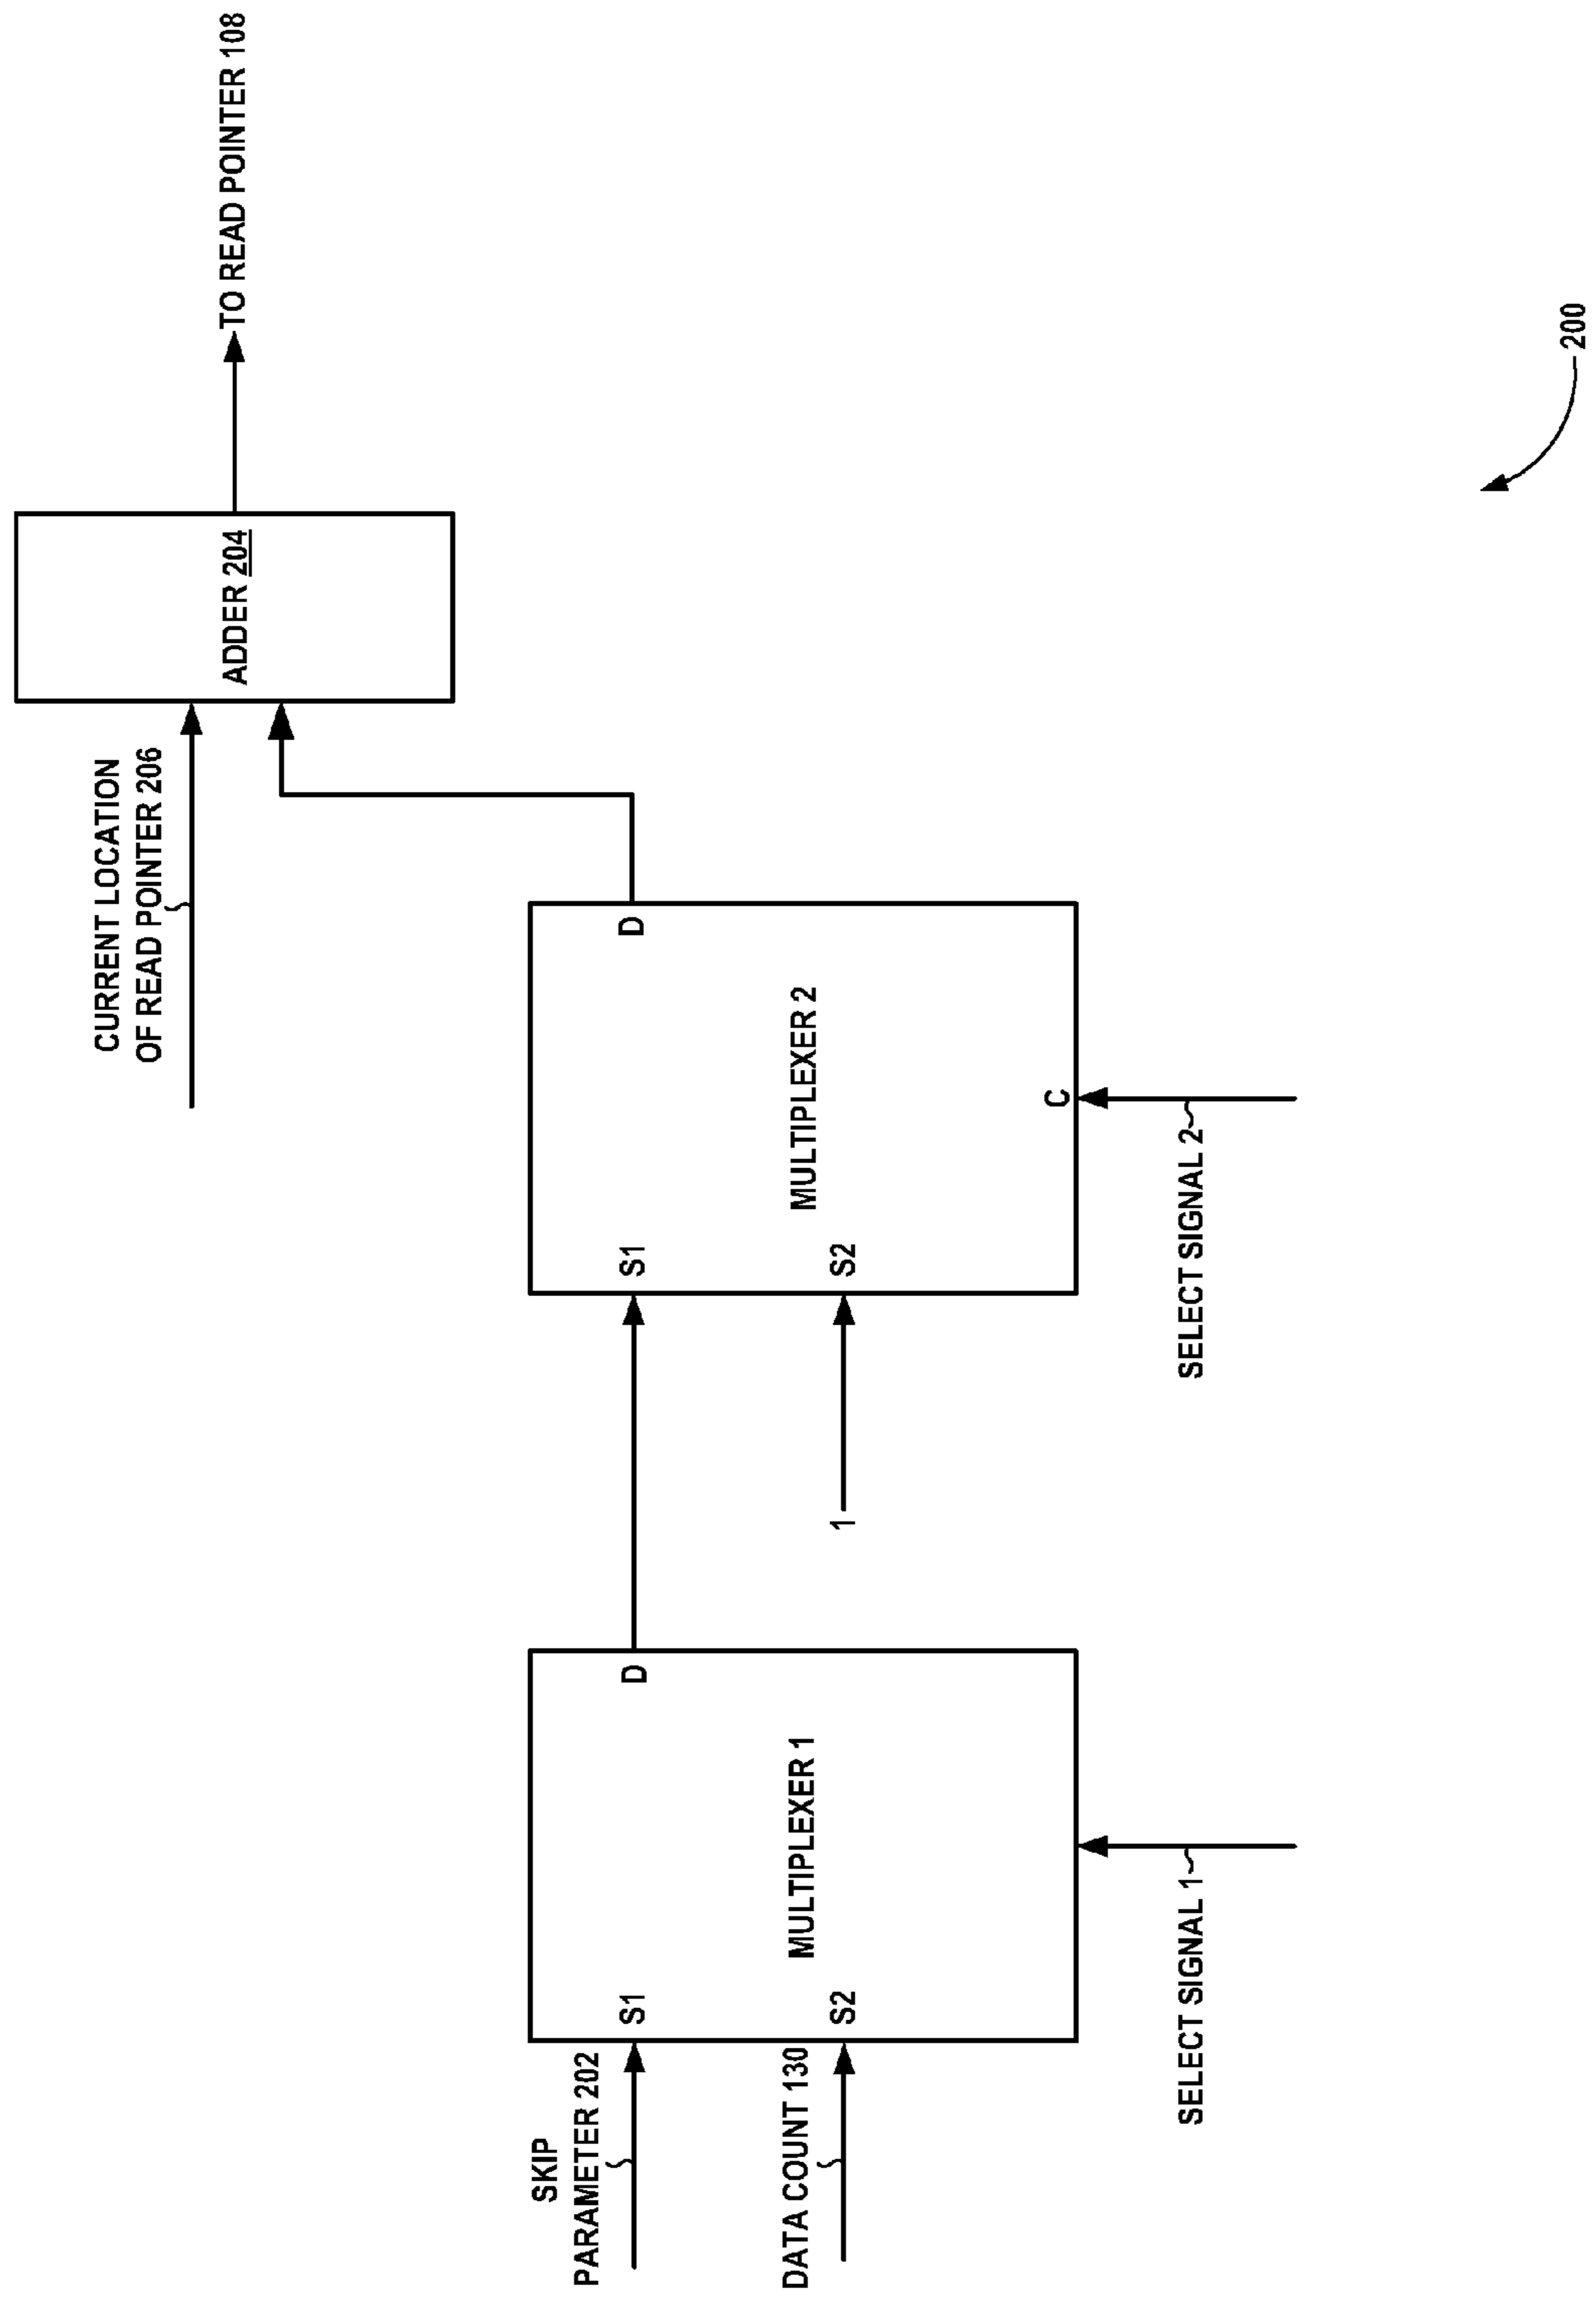 CURRENT LOCATION
OF READ POINTER 206
ADDER 204
TO READ POINTER 108
SKIP
PARAMETER 202
S1
D
S1
D
MULTIPLEXER 1
MULTIPLEXER 2
DATA COUNT 130
S2
1
S2
C
SELECT SIGNAL 1
SELECT SIGNAL 2
200